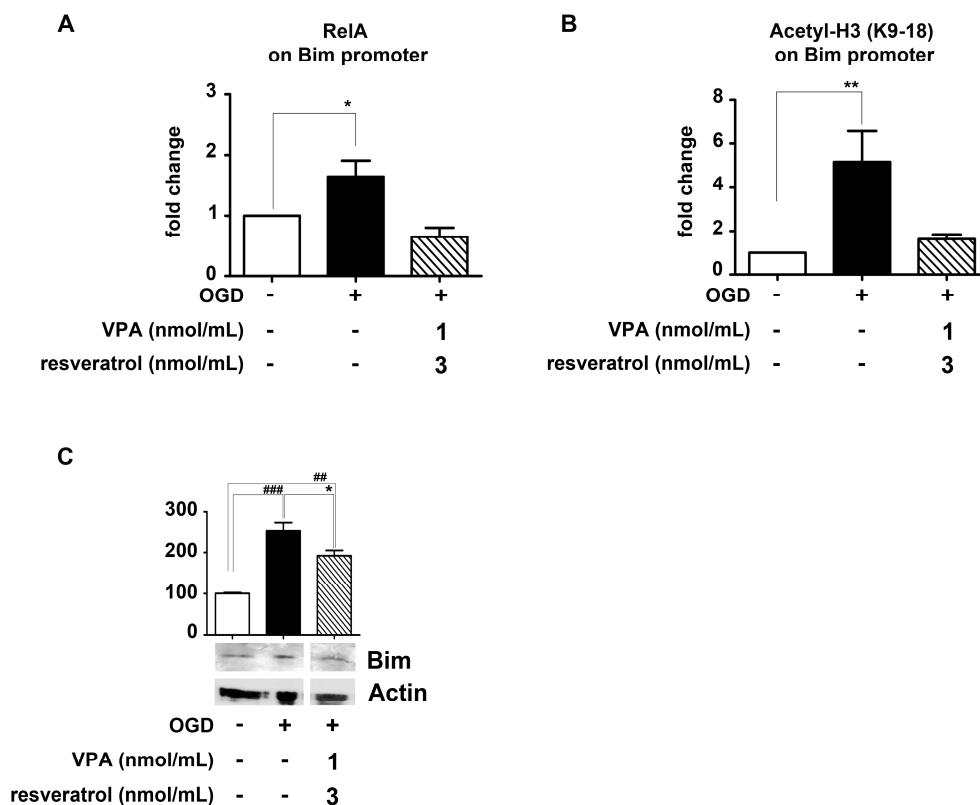 A
RelA
on Bim promoter
fold change
3
2
1
0
*
OGD - + +
VPA (nmol/mL) - - 1
resveratrol (nmol/mL) - - 3
B
Acetyl-H3 (K9-18)
on Bim promoter
fold change
8
6
4
2
0
**
OGD - + +
VPA (nmol/mL) - - 1
resveratrol (nmol/mL) - - 3
C
##
### *
300
200
100
0
Bim
Actin
OGD - + +
VPA (nmol/mL) - - 1
resveratrol (nmol/mL) - - 3